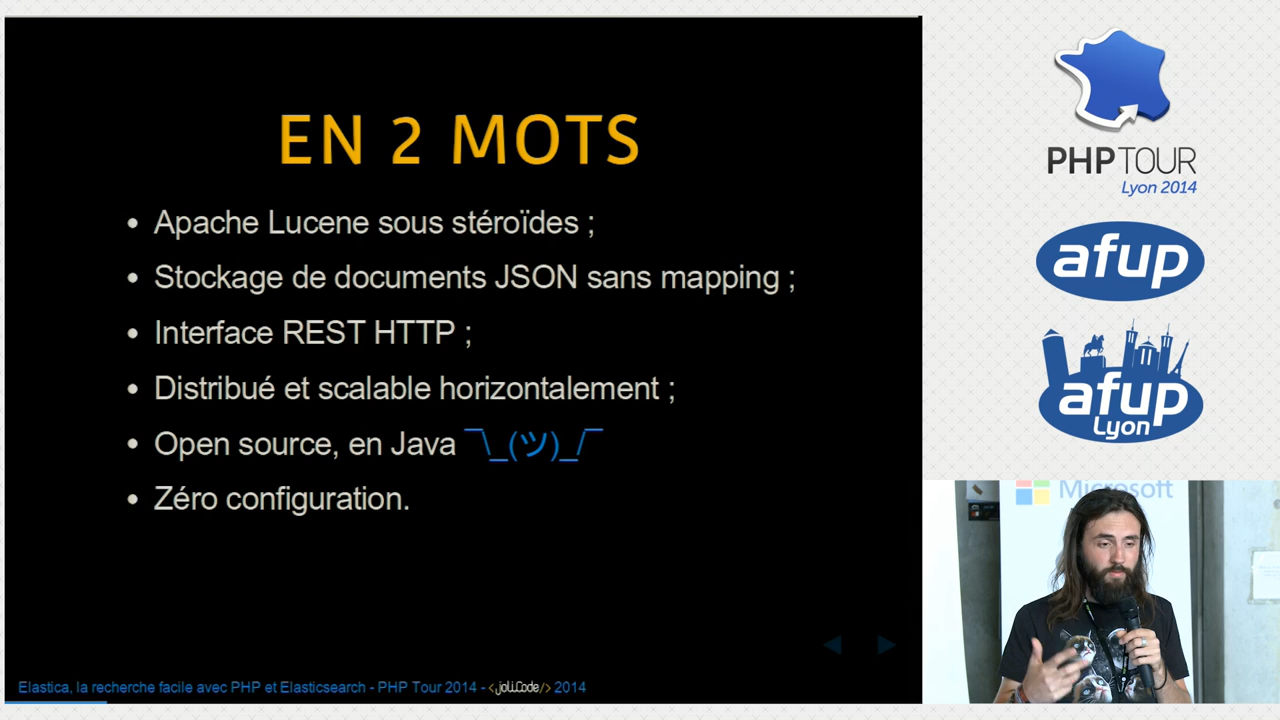 EN 2 MOTS
Apache Lucene sous stéroïdes ;
Stockage de documents JSON sans mapping ;
Interface REST HTTP ;
Distribué et scalable horizontalement ;
Open source, en Java ¯\_(ツ)_/¯
Zéro configuration.
Elastica, la recherche facile avec PHP et Elasticsearch - PHP Tour 2014 - <joliCode/> 2014
PHP TOUR
Lyon 2014
afup
afup
Lyon
Microsoft